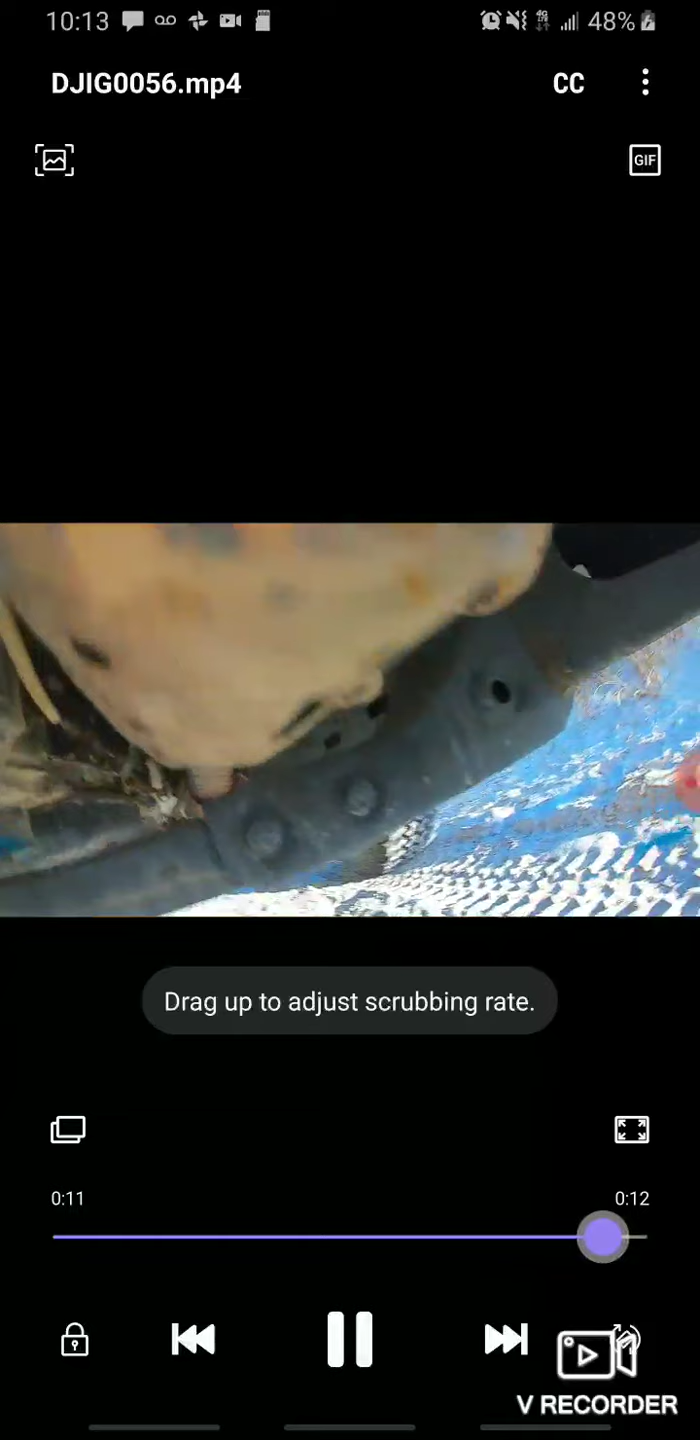 10:13
48%
DJIG0056.mp4
CC
GIF
Drag up to adjust scrubbing rate.
0:11
0:12
V RECORDER